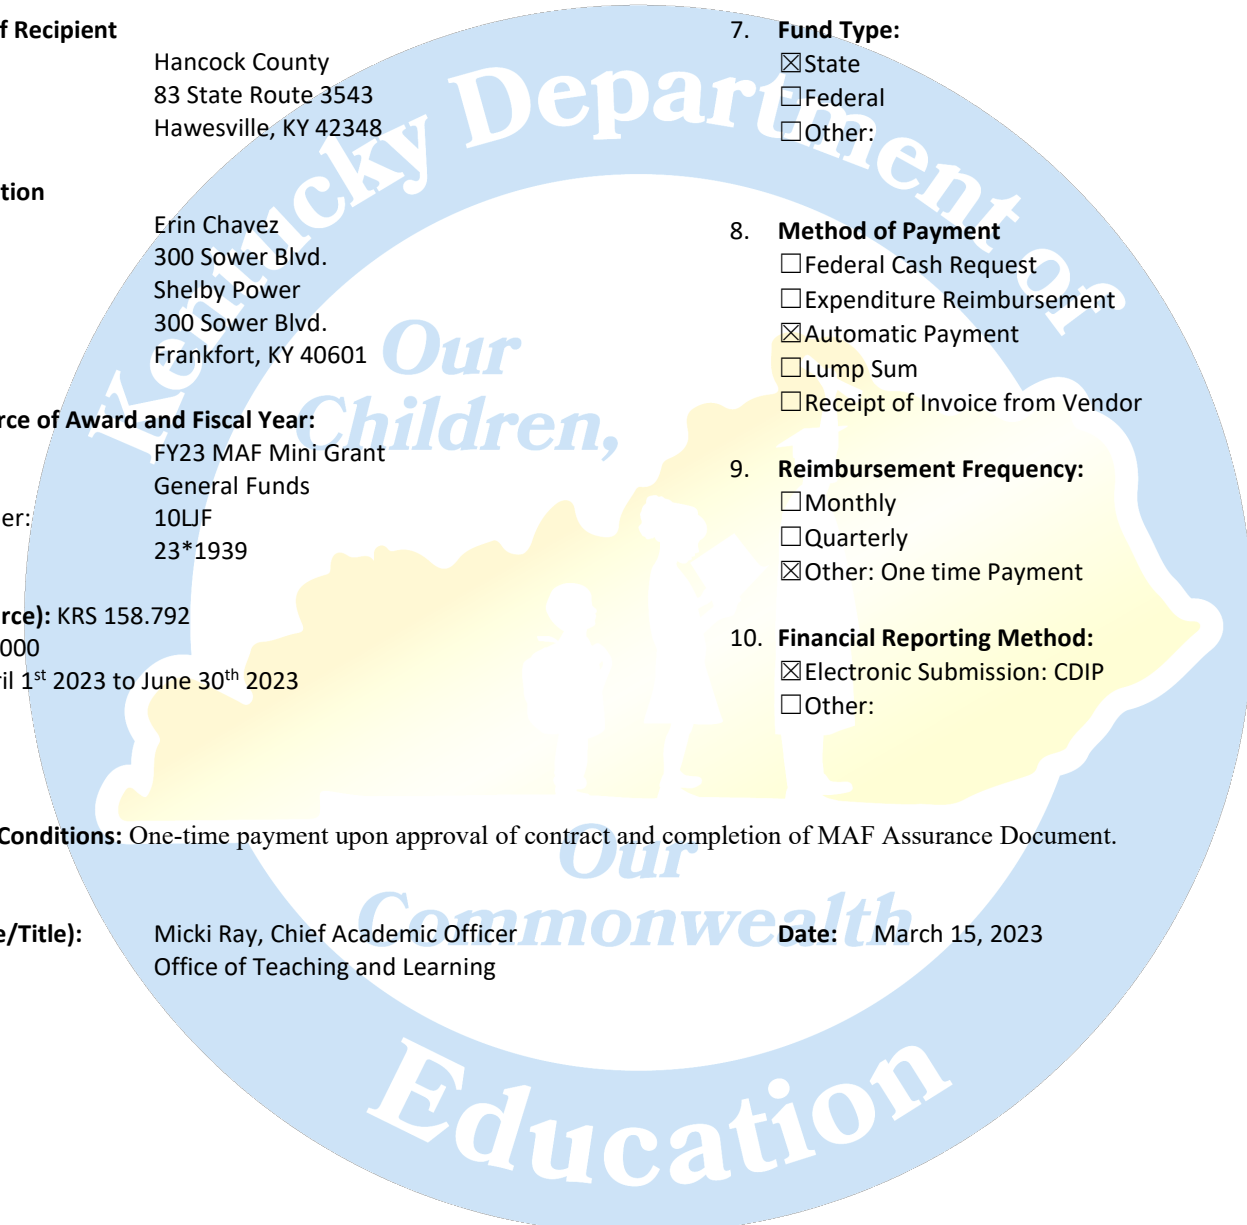 f Recipient
Hancock County
83 State Route 3543
Hawesville, KY 42348
tion
Erin Chavez
300 Sower Blvd.
Shelby Power
300 Sower Blvd.
Frankfort, KY 40601
rce of Award and Fiscal Year:
FY23 MAF Mini Grant
General Funds
er: 10LJF
23*1939
rce): KRS 158.792
000
ril 1st 2023 to June 30th 2023
7. Fund Type:
☒State
☐Federal
☐Other:
8. Method of Payment
☐Federal Cash Request
☐Expenditure Reimbursement
☒Automatic Payment
☐Lump Sum
☐Receipt of Invoice from Vendor
9. Reimbursement Frequency:
☐Monthly
☐Quarterly
☒Other: One time Payment
10. Financial Reporting Method:
☒Electronic Submission: CDIP
☐Other:
Conditions: One-time payment upon approval of contract and completion of MAF Assurance Document.
e/Title): Micki Ray, Chief Academic Officer Date: March 15, 2023
Office of Teaching and Learning
Kentucky Department of
Education
Our
Children,
Our
Commonwealth